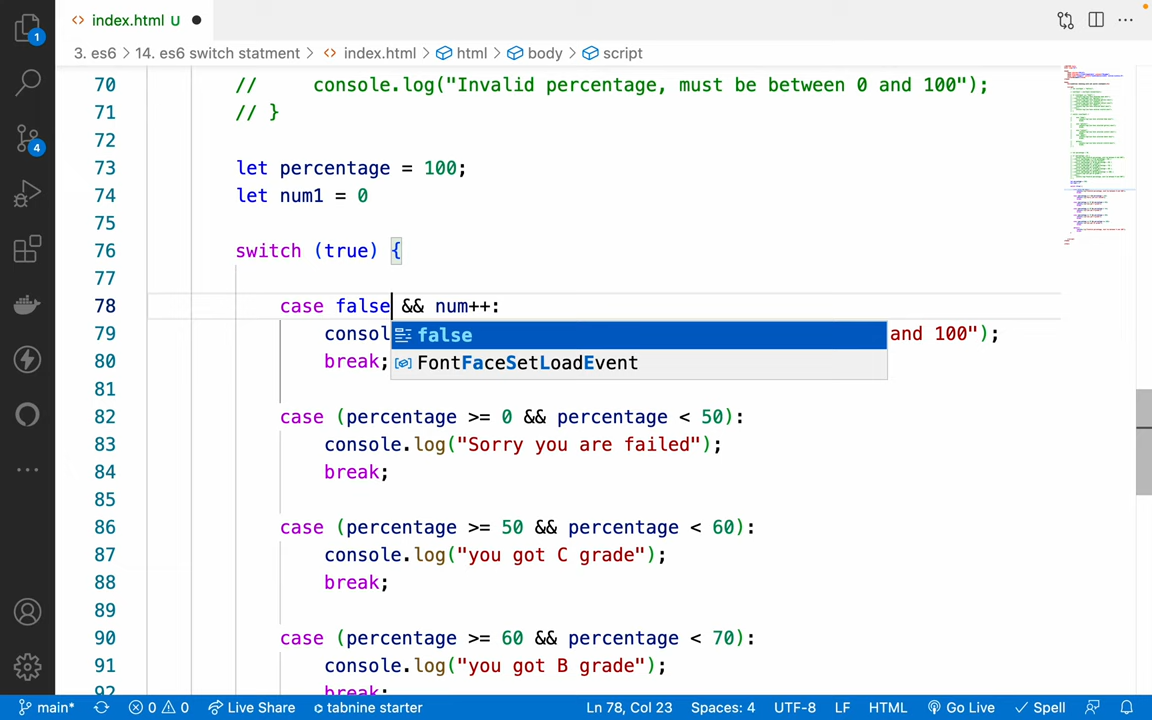 index.html U
3. es6 > 14. es6 switch statment > index.html > html > body > script
1
4
70 // console.log("Invalid percentage, must be between 0 and 100");
71 // }
72
73 let percentage = 100;
74 let num1 = 0
75
76 switch (true) {
77
78 case false && num++:
79 consol and 100");
false
80 break;
FontFaceSetLoadEvent
81
82 case (percentage >= 0 && percentage < 50):
83 console.log("Sorry you are failed");
84 break;
85
86 case (percentage >= 50 && percentage < 60):
87 console.log("you got C grade");
88 break;
89
90 case (percentage >= 60 && percentage < 70):
91 console.log("you got B grade");
92 break;
main* 0 0 Live Share tabnine starter Ln 78, Col 23 Spaces: 4 UTF-8 LF HTML Go Live Spell